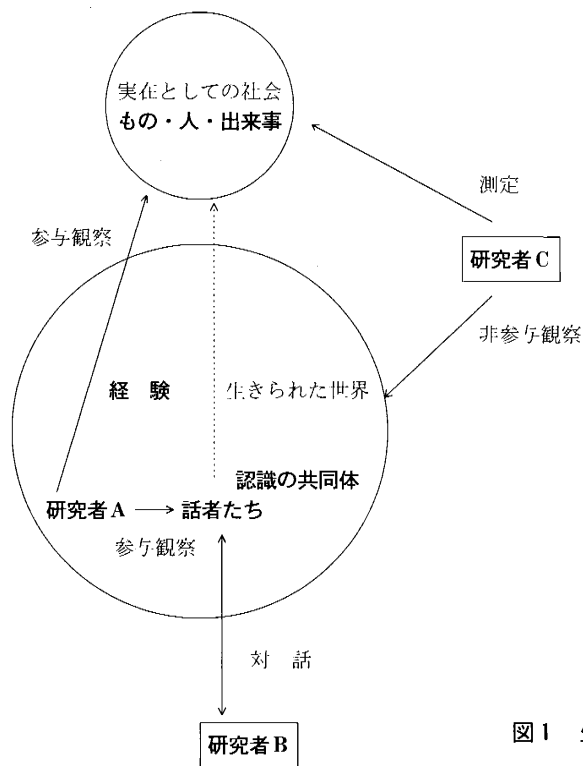 実在としての社会
もの・人・出来事
測定
参与観察
研究者C
非参与観察
経 験
生きられた世界
認識の共同体
研究者A
話者たち
参与観察
対 話
研究者B
図1